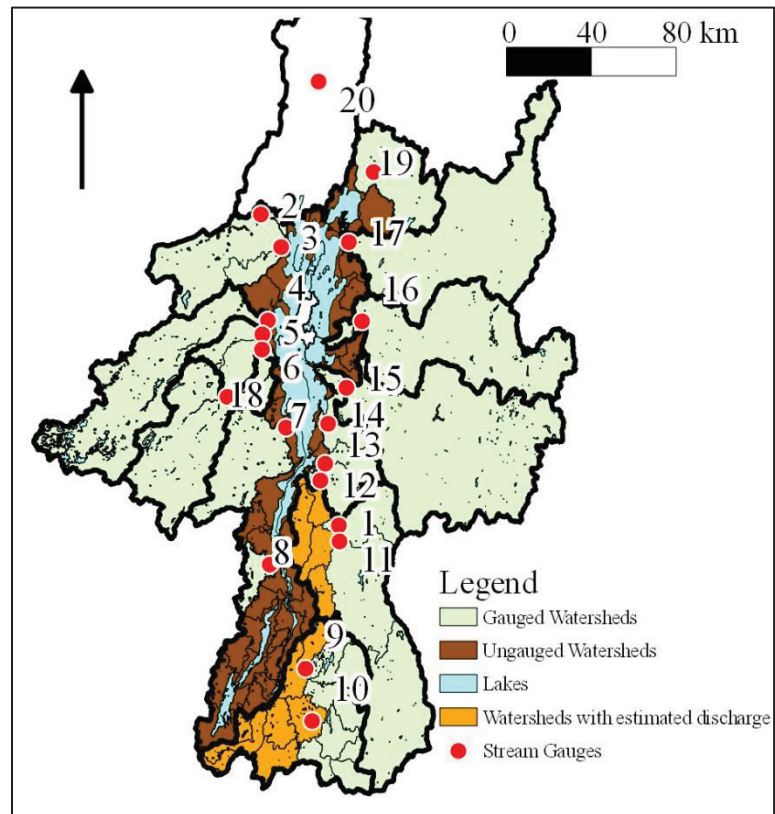 0 40 80 km
20
19
2
17
3
4
16
5
6
15
18
14
7
13
12
1
11
8
Legend
Gauged Watersheds
9
Ungauged Watersheds
10
Lakes
Watersheds with estimated discharge
Stream Gauges